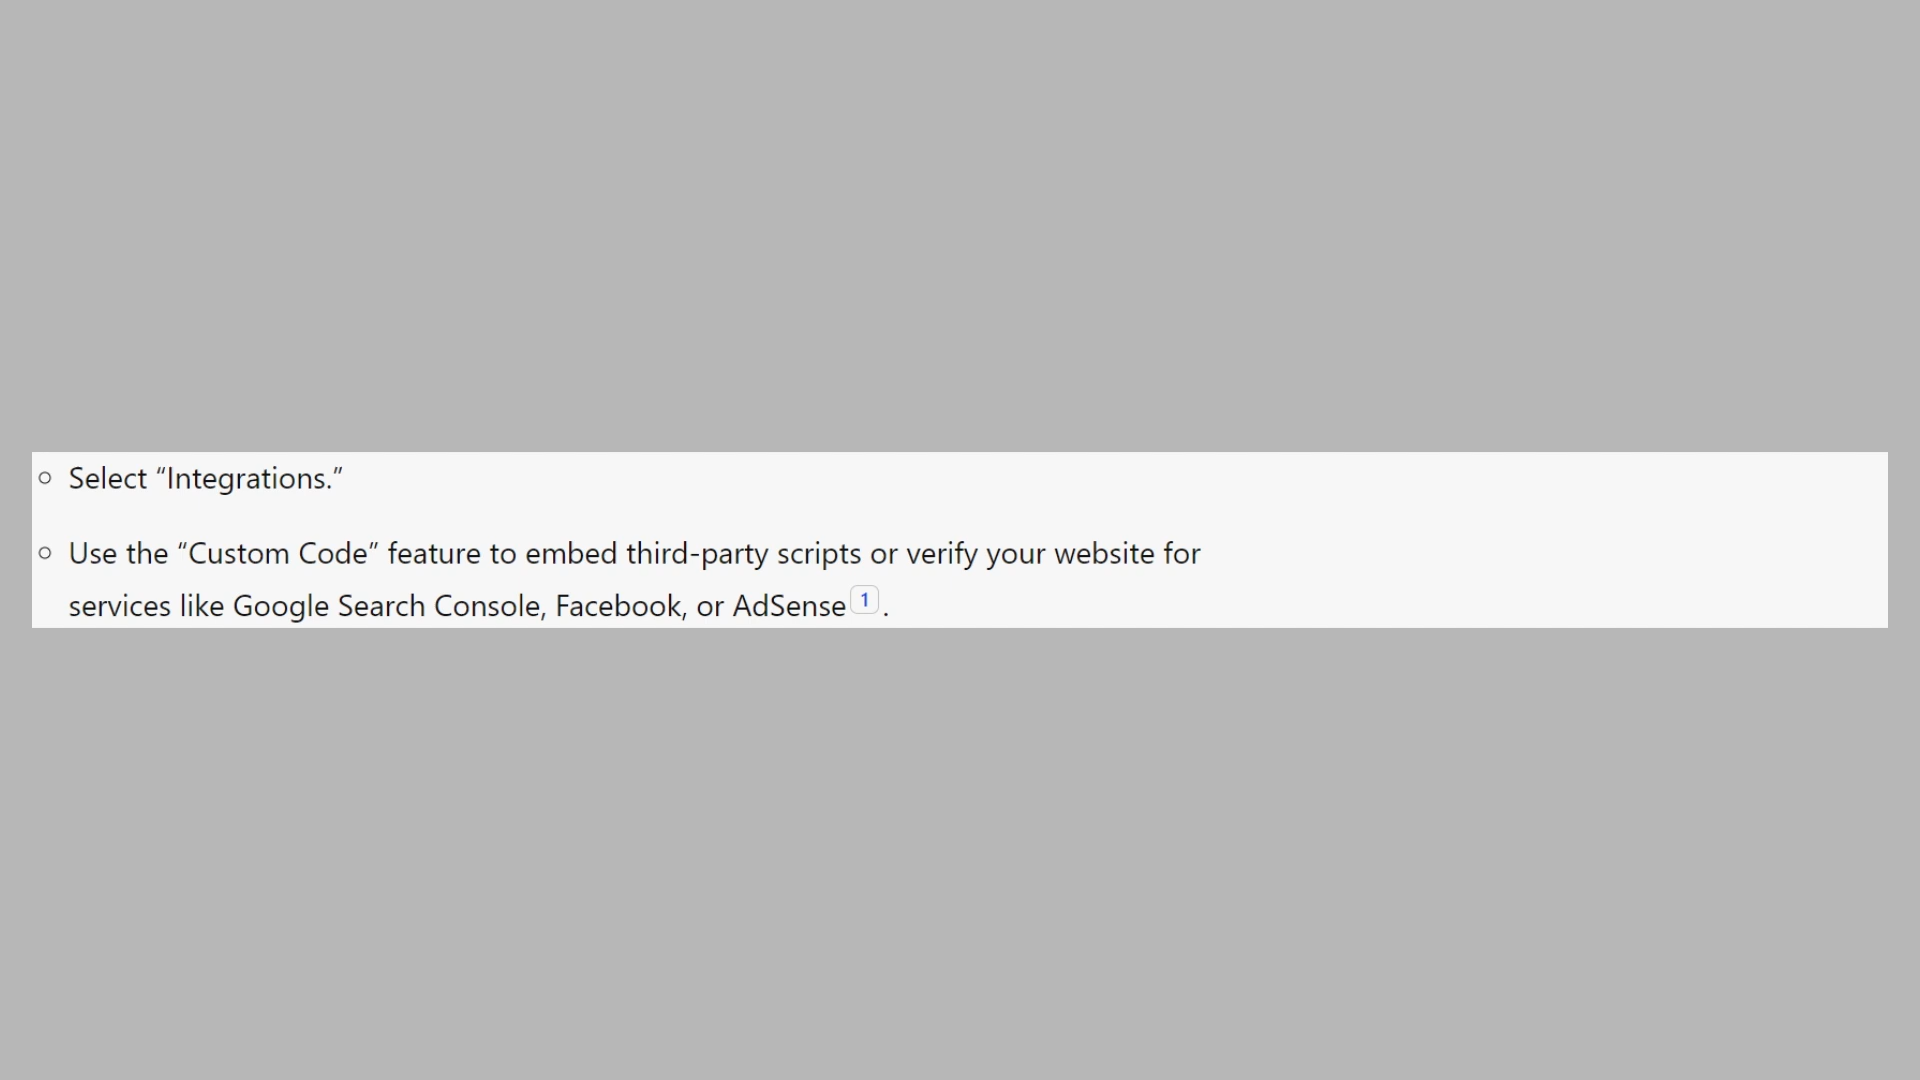 ○ Select “Integrations.”
○ Use the “Custom Code” feature to embed third-party scripts or verify your website for
services like Google Search Console, Facebook, or AdSense 1 .